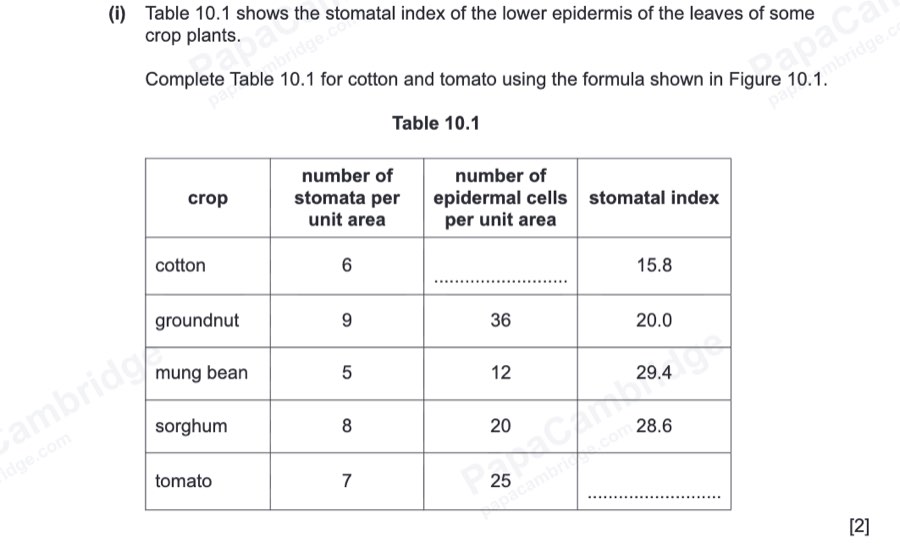 (i) Table 10.1 shows the stomatal index of the lower epidermis of the leaves of some
crop plants.
Complete Table 10.1 for cotton and tomato using the formula shown in Figure 10.1.
Table 10.1
crop | number of stomata per unit area | number of epidermal cells per unit area | stomatal index
cotton | 6 | .......................... | 15.8
groundnut | 9 | 36 | 20.0
mung bean | 5 | 12 | 29.4
sorghum | 8 | 20 | 28.6
tomato | 7 | 25 | ..........................
[2]
PapaCambridge
papacambridge.com